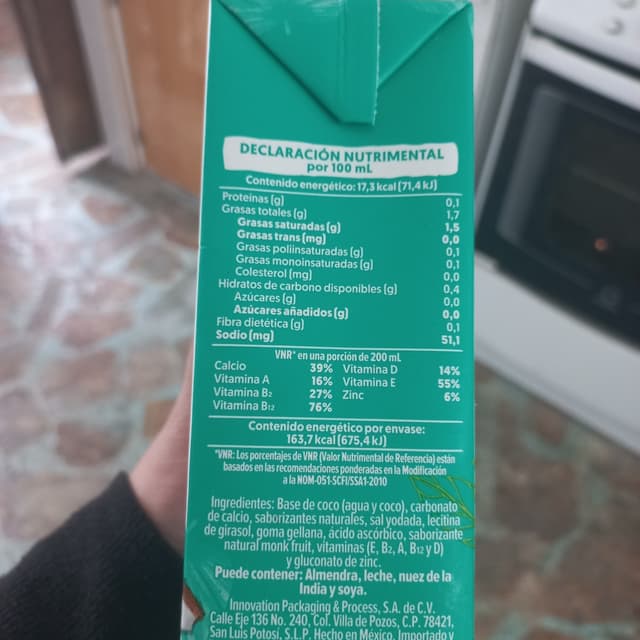 DECLARACIÓN NUTRIMENTAL
por 100 mL
Contenido energético: 17,3 kcal (71,4 kJ)
Proteínas (g) 0,1
Grasas totales (g) 1,7
Grasas saturadas (g) 1,5
Grasas trans (mg) 0,0
Grasas poliinsaturadas (g) 0,1
Grasas monoinsaturadas (g) 0,1
Colesterol (mg) 0,0
Hidratos de carbono disponibles (g) 0,4
Azúcares (g) 0,0
Azúcares añadidos (g) 0,0
Fibra dietética (g) 0,1
Sodio (mg) 51,1
VNR* en una porción de 200 mL
Calcio 39% Vitamina D 14%
Vitamina A 16% Vitamina E 55%
Vitamina B2 27% Zinc 6%
Vitamina B12 76%
Contenido energético por envase:
163,7 kcal (675,4 kJ)
*VNR: Los porcentajes de VNR (Valor Nutrimental de Referencia) están
basados en las recomendaciones ponderadas en la Modificación
a la NOM-051-SCFI/SSA1-2010
Ingredientes: Base de coco (agua y coco), carbonato
de calcio, saborizantes naturales, sal yodada, lecitina
de girasol, goma gellana, ácido ascórbico, saborizante
natural monk fruit, vitaminas (E, B2, A, B12 y D)
y gluconato de zinc.
Puede contener: Almendra, leche, nuez de la
India y soya.
Innovation Packaging & Process, S.A. de C.V.
Calle Eje 136 No. 240, Col. Villa de Pozos, C.P. 78421,
San Luis Potosí, S.L.P. Hecho en México. Importado y